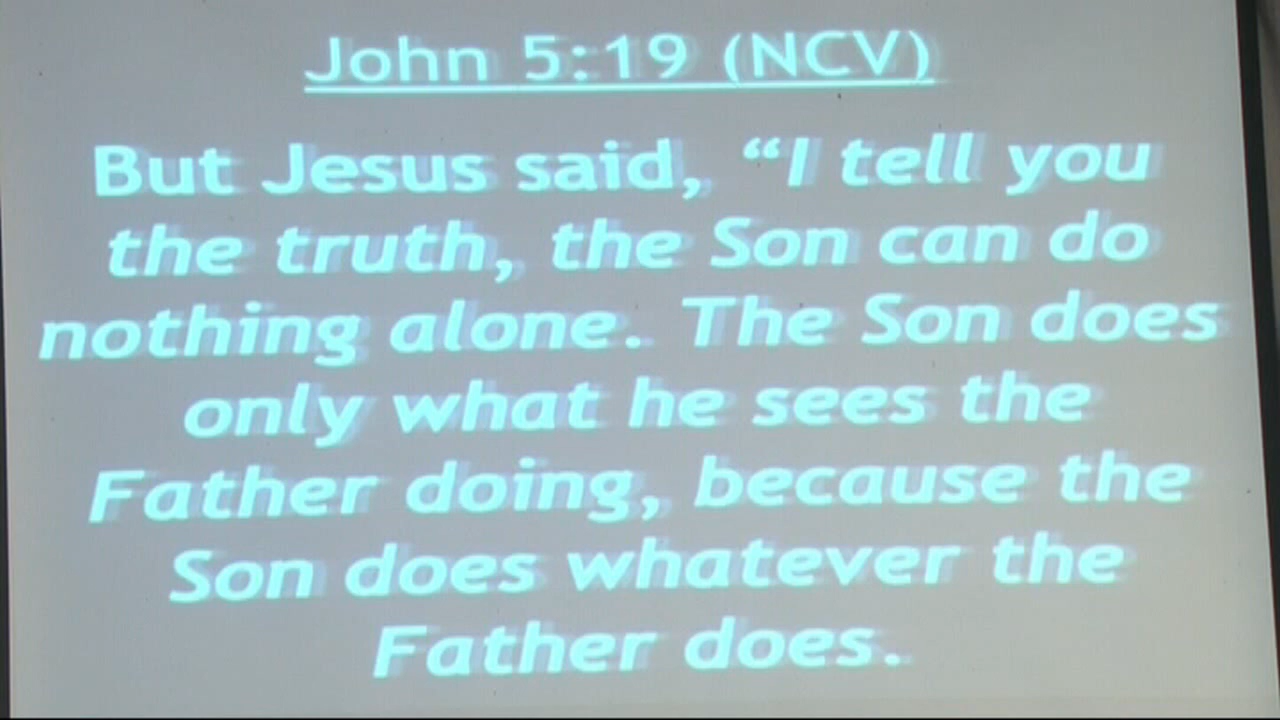 John 5:19 (NCV)
But Jesus said, “I tell you
the truth, the Son can do
nothing alone. The Son does
only what he sees the
Father doing, because the
Son does whatever the
Father does.